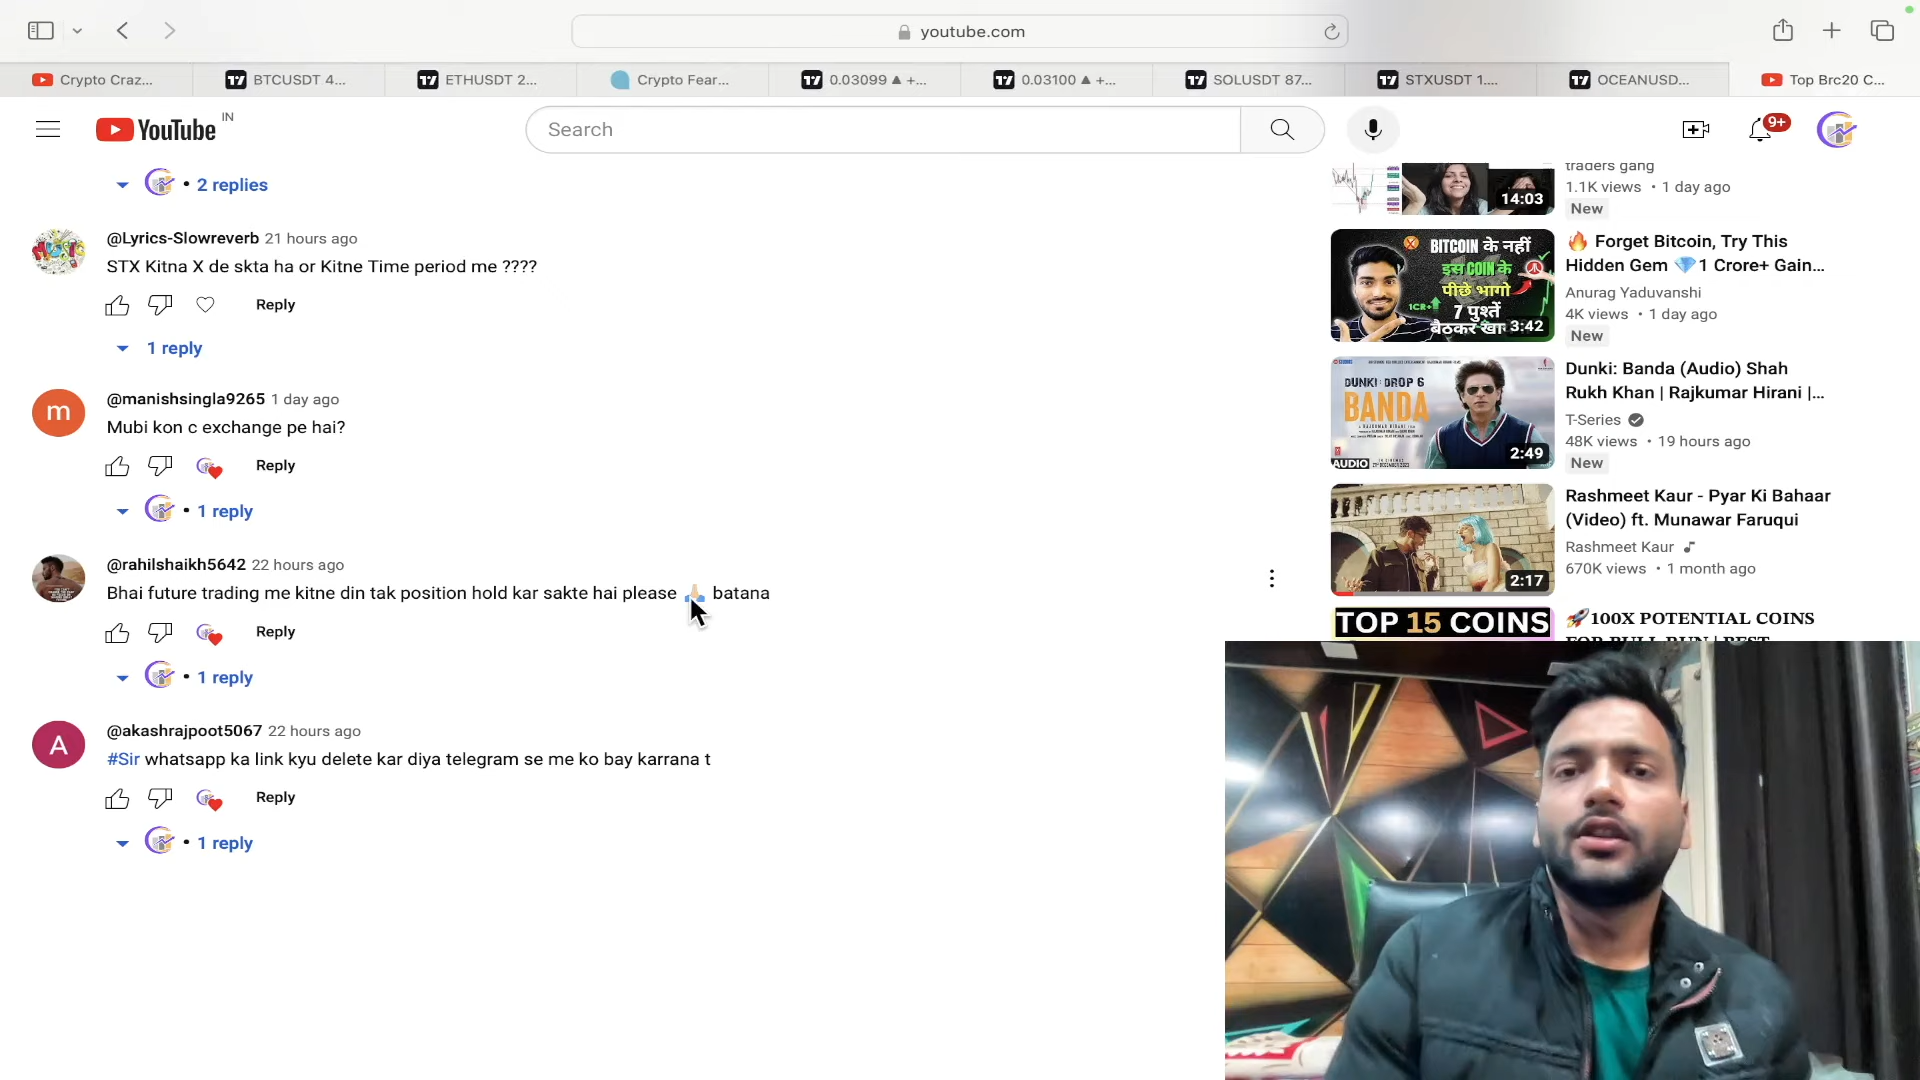 youtube.com
Crypto Craz...
BTCUSDT 4...
ETHUSDT 2...
Crypto Fear...
0.03099 ▲ +...
0.03100 ▲ +...
SOLUSDT 87...
STXUSDT 1....
OCEANUSD...
Top Brc20 C...
YouTube IN
Search
9+
2 replies
@Lyrics-Slowreverb 21 hours ago
STX Kitna X de skta ha or Kitne Time period me ????
Reply
1 reply
@manishsingla9265 1 day ago
Mubi kon c exchange pe hai?
Reply
1 reply
@rahilshaikh5642 22 hours ago
Bhai future trading me kitne din tak position hold kar sakte hai please 🙏🏻 batana
Reply
1 reply
A
@akashrajpoot5067 22 hours ago
#Sir whatsapp ka link kyu delete kar diya telegram se me ko bay karrana t
Reply
1 reply
m
14:03
traders gang
1.1K views • 1 day ago
New
BITCOIN के नहीं
इस COIN के
पीछे भागो
1CR+
7 पुश्तें
बैठकर खा
3:42
🔥 Forget Bitcoin, Try This
Hidden Gem 💎1 Crore+ Gain...
Anurag Yaduvanshi
4K views • 1 day ago
New
DUNKI: DROP 6
BANDA
AUDIO
2:49
Dunki: Banda (Audio) Shah
Rukh Khan | Rajkumar Hirani |...
T-Series
48K views • 19 hours ago
New
2:17
Rashmeet Kaur - Pyar Ki Bahaar
(Video) ft. Munawar Faruqui
Rashmeet Kaur
670K views • 1 month ago
TOP 15 COINS
🚀100X POTENTIAL COINS
FOR BULL RUN | BEST